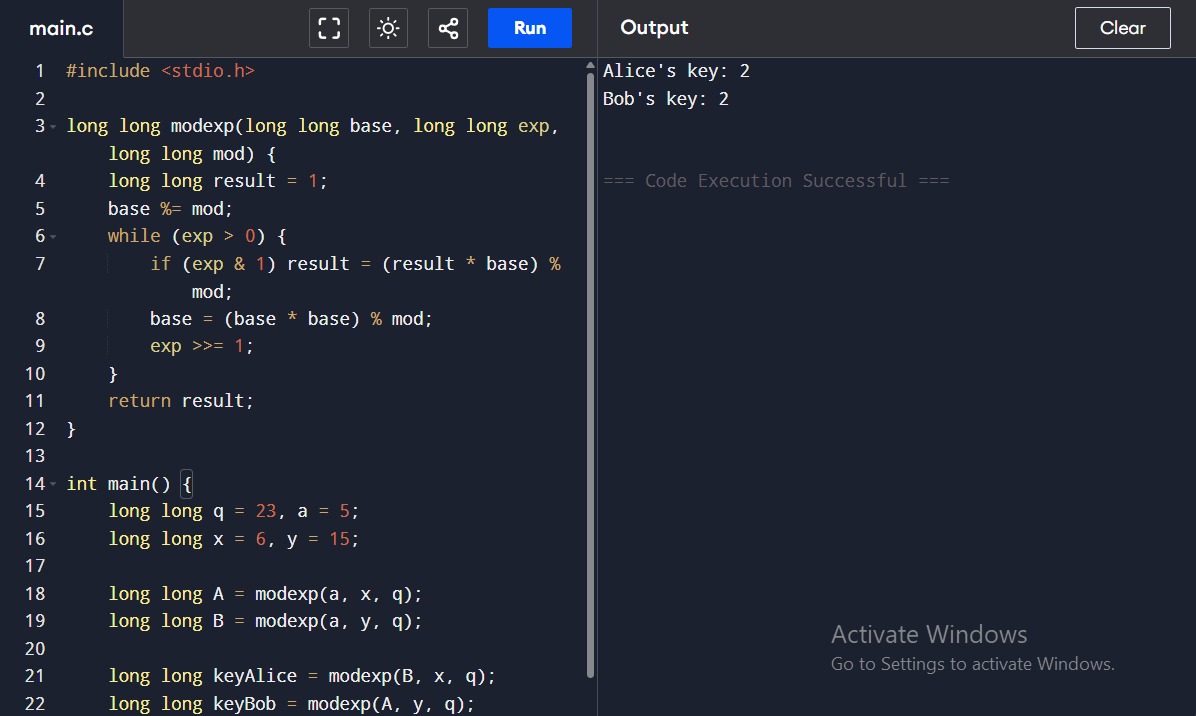 main.c
Run
Output
Clear
1 #include <stdio.h>
2
3 long long modexp(long long base, long long exp,
long long mod) {
4 long long result = 1;
5 base %= mod;
6 while (exp > 0) {
7 if (exp & 1) result = (result * base) %
mod;
8 base = (base * base) % mod;
9 exp >>= 1;
10 }
11 return result;
12 }
13
14 int main() {
15 long long q = 23, a = 5;
16 long long x = 6, y = 15;
17
18 long long A = modexp(a, x, q);
19 long long B = modexp(a, y, q);
20
21 long long keyAlice = modexp(B, x, q);
22 long long keyBob = modexp(A, y, q);
Alice's key: 2
Bob's key: 2
=== Code Execution Successful ===
Activate Windows
Go to Settings to activate Windows.